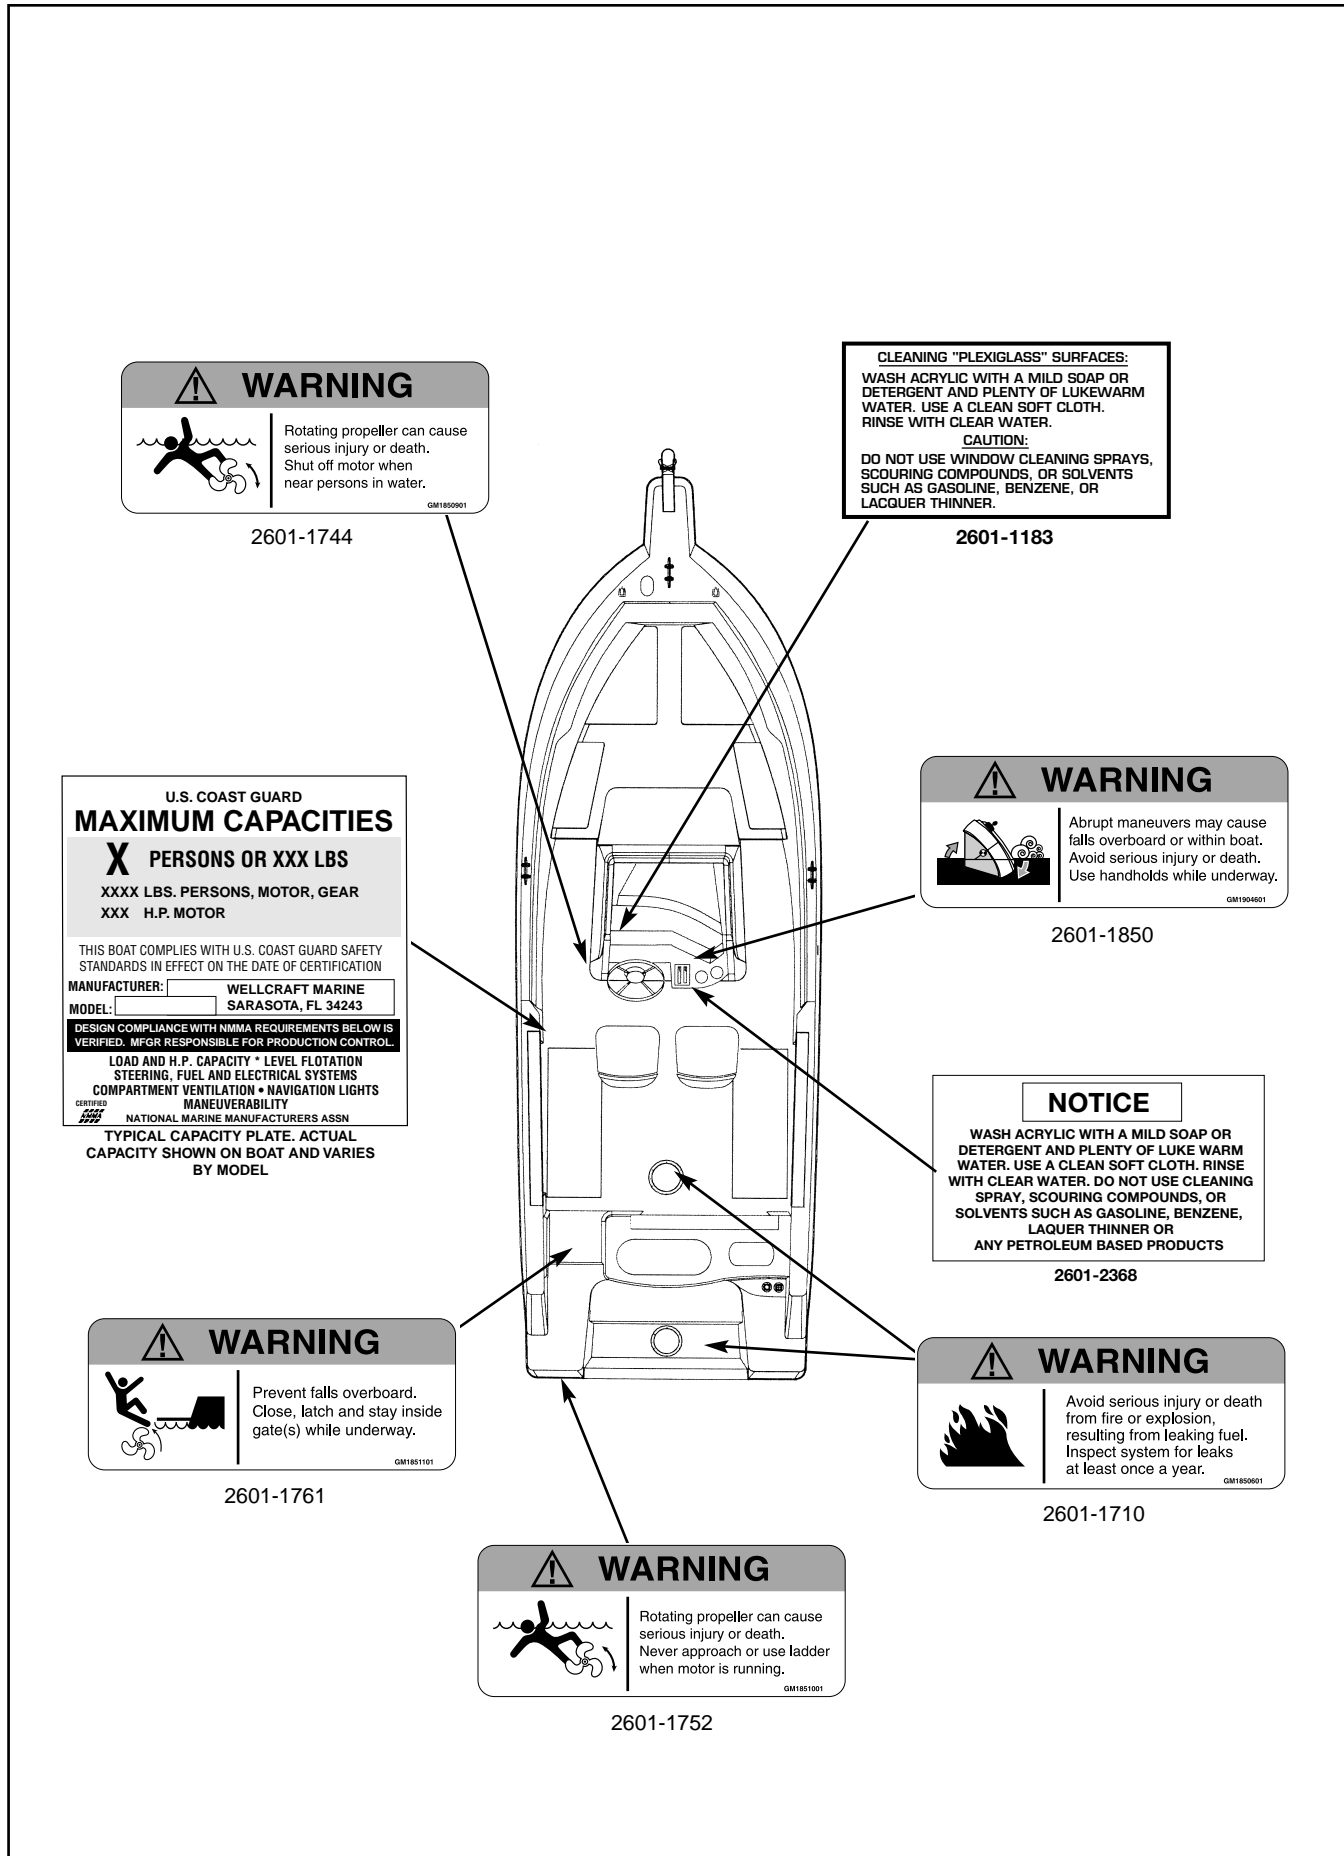 WARNING
Rotating propeller can cause
serious injury or death.
Shut off motor when
near persons in water.
GM1850901
2601-1744
CLEANING "PLEXIGLASS" SURFACES:
WASH ACRYLIC WITH A MILD SOAP OR
DETERGENT AND PLENTY OF LUKEWARM
WATER. USE A CLEAN SOFT CLOTH.
RINSE WITH CLEAR WATER.
CAUTION:
DO NOT USE WINDOW CLEANING SPRAYS,
SCOURING COMPOUNDS, OR SOLVENTS
SUCH AS GASOLINE, BENZENE, OR
LACQUER THINNER.
2601-1183
U.S. COAST GUARD
MAXIMUM CAPACITIES
X PERSONS OR XXX LBS
XXXX LBS. PERSONS, MOTOR, GEAR
XXX H.P. MOTOR
THIS BOAT COMPLIES WITH U.S. COAST GUARD SAFETY
STANDARDS IN EFFECT ON THE DATE OF CERTIFICATION
MANUFACTURER: WELLCRAFT MARINE
MODEL: SARASOTA, FL 34243
DESIGN COMPLIANCE WITH NMMA REQUIREMENTS BELOW IS
VERIFIED. MFGR RESPONSIBLE FOR PRODUCTION CONTROL.
LOAD AND H.P. CAPACITY * LEVEL FLOTATION
STEERING, FUEL AND ELECTRICAL SYSTEMS
COMPARTMENT VENTILATION • NAVIGATION LIGHTS
MANEUVERABILITY
CERTIFIED
NMMA
NATIONAL MARINE MANUFACTURERS ASSN
TYPICAL CAPACITY PLATE. ACTUAL
CAPACITY SHOWN ON BOAT AND VARIES
BY MODEL
WARNING
Abrupt maneuvers may cause
falls overboard or within boat.
Avoid serious injury or death.
Use handholds while underway.
GM1904601
2601-1850
NOTICE
WASH ACRYLIC WITH A MILD SOAP OR
DETERGENT AND PLENTY OF LUKE WARM
WATER. USE A CLEAN SOFT CLOTH. RINSE
WITH CLEAR WATER. DO NOT USE CLEANING
SPRAY, SCOURING COMPOUNDS, OR
SOLVENTS SUCH AS GASOLINE, BENZENE,
LAQUER THINNER OR
ANY PETROLEUM BASED PRODUCTS
2601-2368
WARNING
Prevent falls overboard.
Close, latch and stay inside
gate(s) while underway.
GM1851101
2601-1761
WARNING
Avoid serious injury or death
from fire or explosion,
resulting from leaking fuel.
Inspect system for leaks
at least once a year.
GM1850601
2601-1710
WARNING
Rotating propeller can cause
serious injury or death.
Never approach or use ladder
when motor is running.
GM1851001
2601-1752